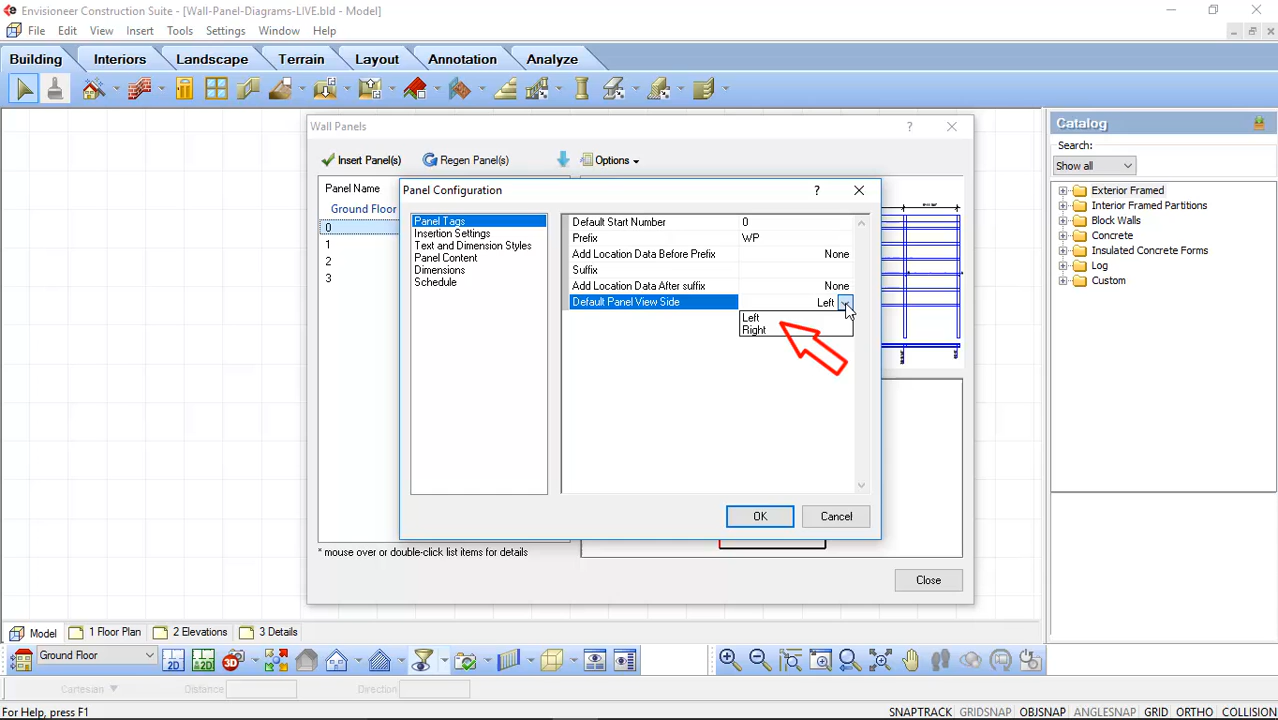 Envisioneer Construction Suite - [Wall-Panel-Diagrams-LIVE.bld - Model]
File Edit View Insert Tools Settings Window Help
Building Interiors Landscape Terrain Layout Annotation Analyze
Wall Panels
Insert Panel(s) Regen Panel(s) Options
Panel Name
Ground Floor
0
1
2
3
Panel Configuration
Panel Tags
Insertion Settings
Text and Dimension Styles
Panel Content
Dimensions
Schedule
Default Start Number 0
Prefix WP
Add Location Data Before Prefix None
Suffix
Add Location Data After suffix None
Default Panel View Side Left
Left
Right
OK Cancel
* mouse over or double-click list items for details
Close
Catalog
Search:
Show all
Exterior Framed
Interior Framed Partitions
Block Walls
Concrete
Insulated Concrete Forms
Log
Custom
Model 1 Floor Plan 2 Elevations 3 Details
Ground Floor 2D 2D 3D
Cartesian Distance Direction
For Help, press F1 SNAPTRACK GRIDSNAP OBJSNAP ANGLESNAP GRID ORTHO COLLISION